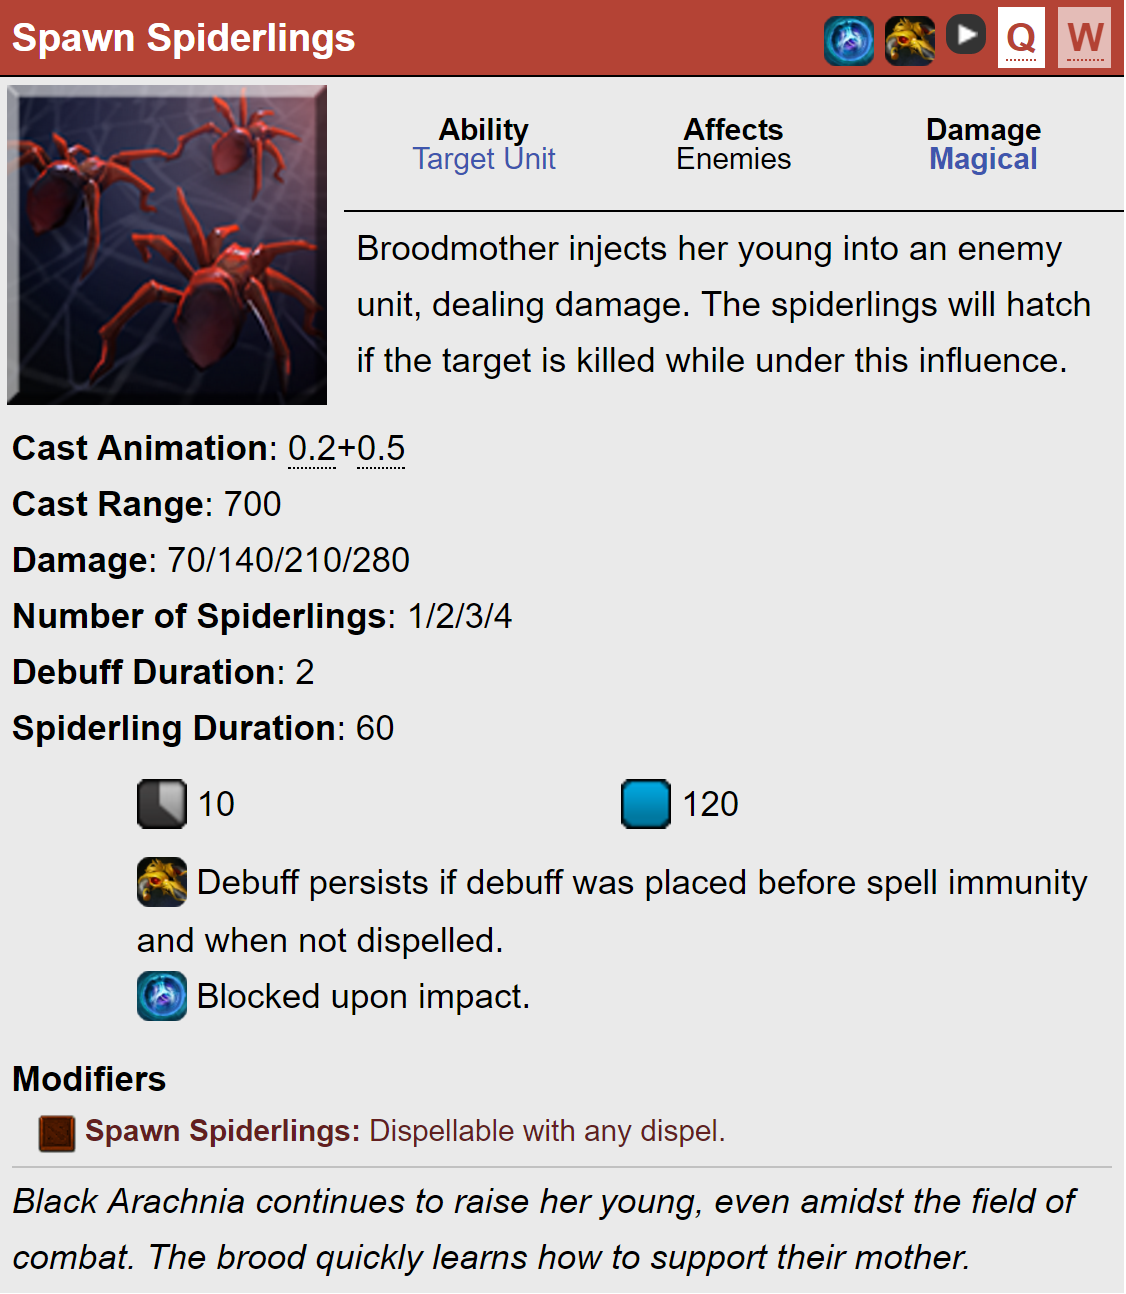 Spawn Spiderlings Q W
Ability Affects Damage
Target Unit Enemies Magical
Broodmother injects her young into an enemy
unit, dealing damage. The spiderlings will hatch
if the target is killed while under this influence.
Cast Animation: 0.2+0.5
Cast Range: 700
Damage: 70/140/210/280
Number of Spiderlings: 1/2/3/4
Debuff Duration: 2
Spiderling Duration: 60
10 120
Debuff persists if debuff was placed before spell immunity
and when not dispelled.
Blocked upon impact.
Modifiers
Spawn Spiderlings: Dispellable with any dispel.
Black Arachnia continues to raise her young, even amidst the field of
combat. The brood quickly learns how to support their mother.